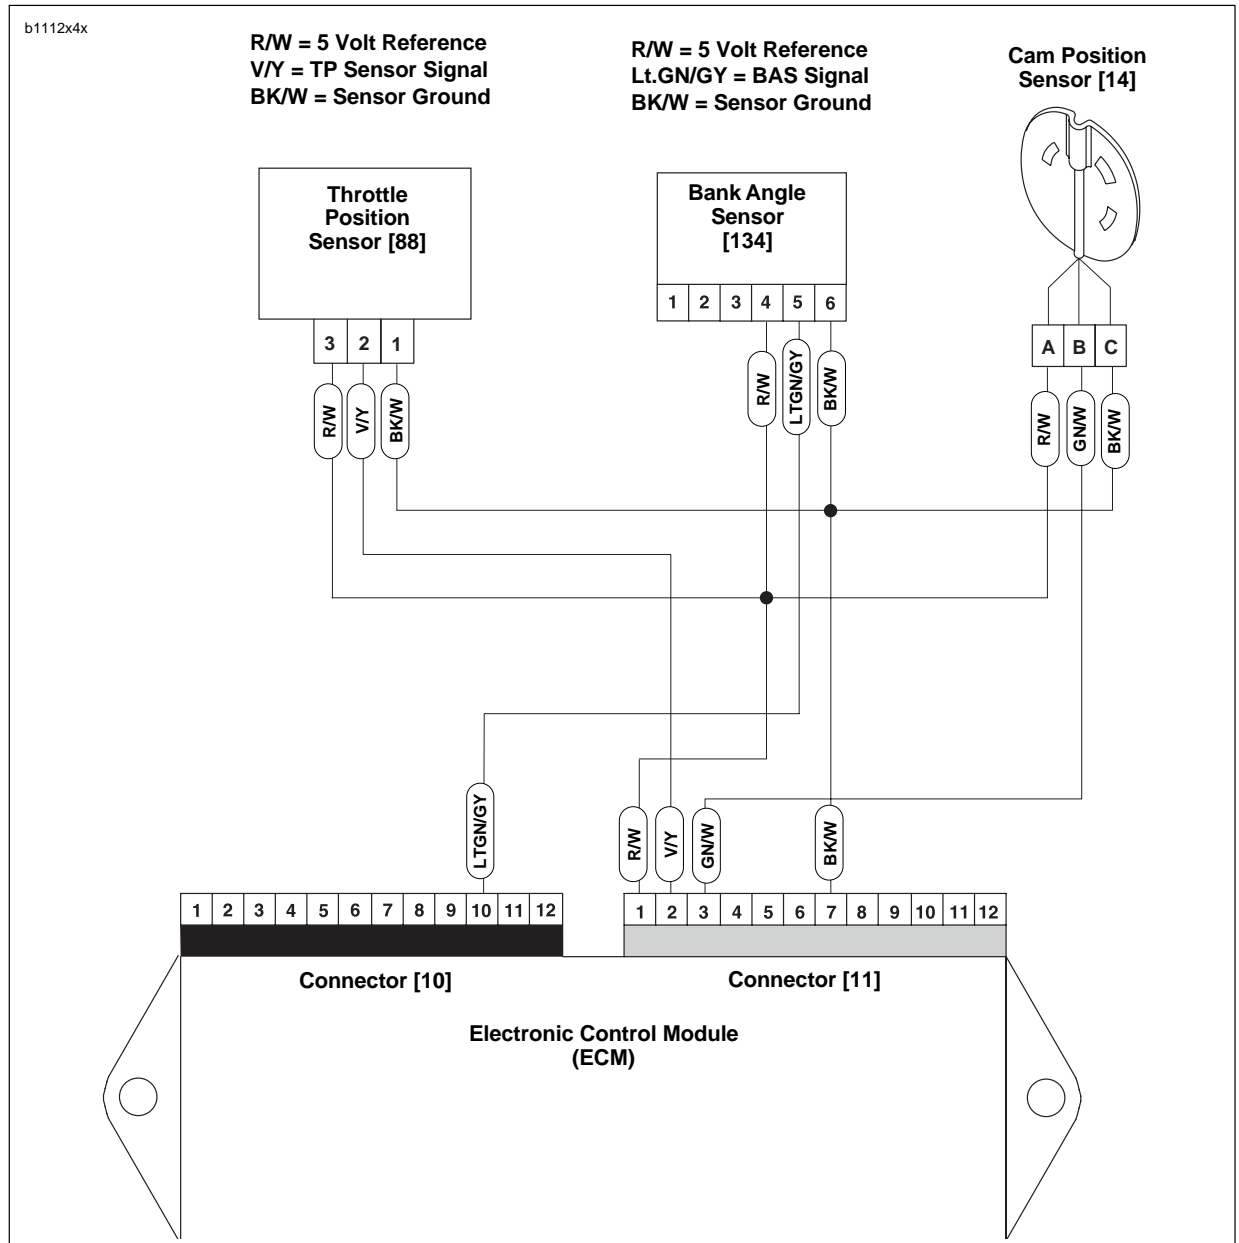 b1112x4x
R/W = 5 Volt Reference
V/Y = TP Sensor Signal
BK/W = Sensor Ground
R/W = 5 Volt Reference
Lt.GN/GY = BAS Signal
BK/W = Sensor Ground
Cam Position
Sensor [14]
Throttle
Position
Sensor [88]
3 2 1
R/W V/Y BK/W
Bank Angle
Sensor
[134]
1 2 3 4 5 6
R/W LTGN/GY BK/W
A B C
R/W GN/W BK/W
LTGN/GY
R/W V/Y GN/W BK/W
1 2 3 4 5 6 7 8 9 10 11 12
1 2 3 4 5 6 7 8 9 10 11 12
Connector [10]
Connector [11]
Electronic Control Module
(ECM)